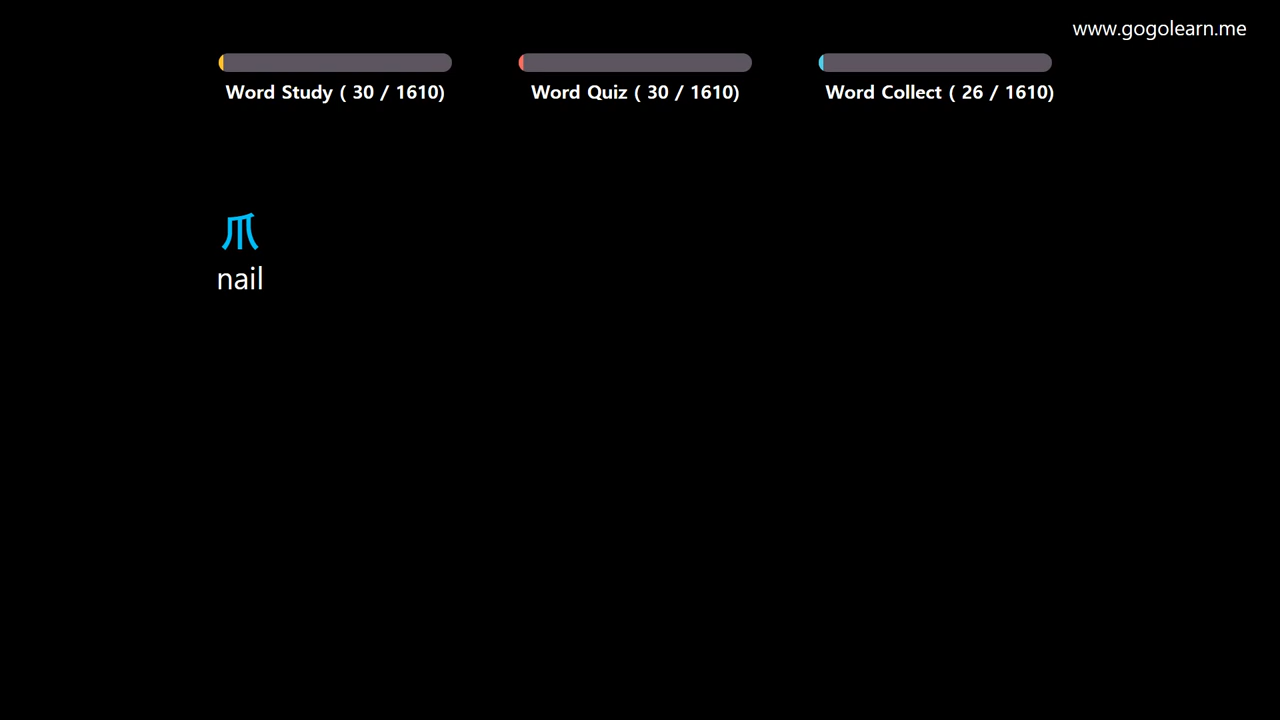 www.gogolearn.me
Word Study ( 30 / 1610)
Word Quiz ( 30 / 1610)
Word Collect ( 26 / 1610)
爪
nail